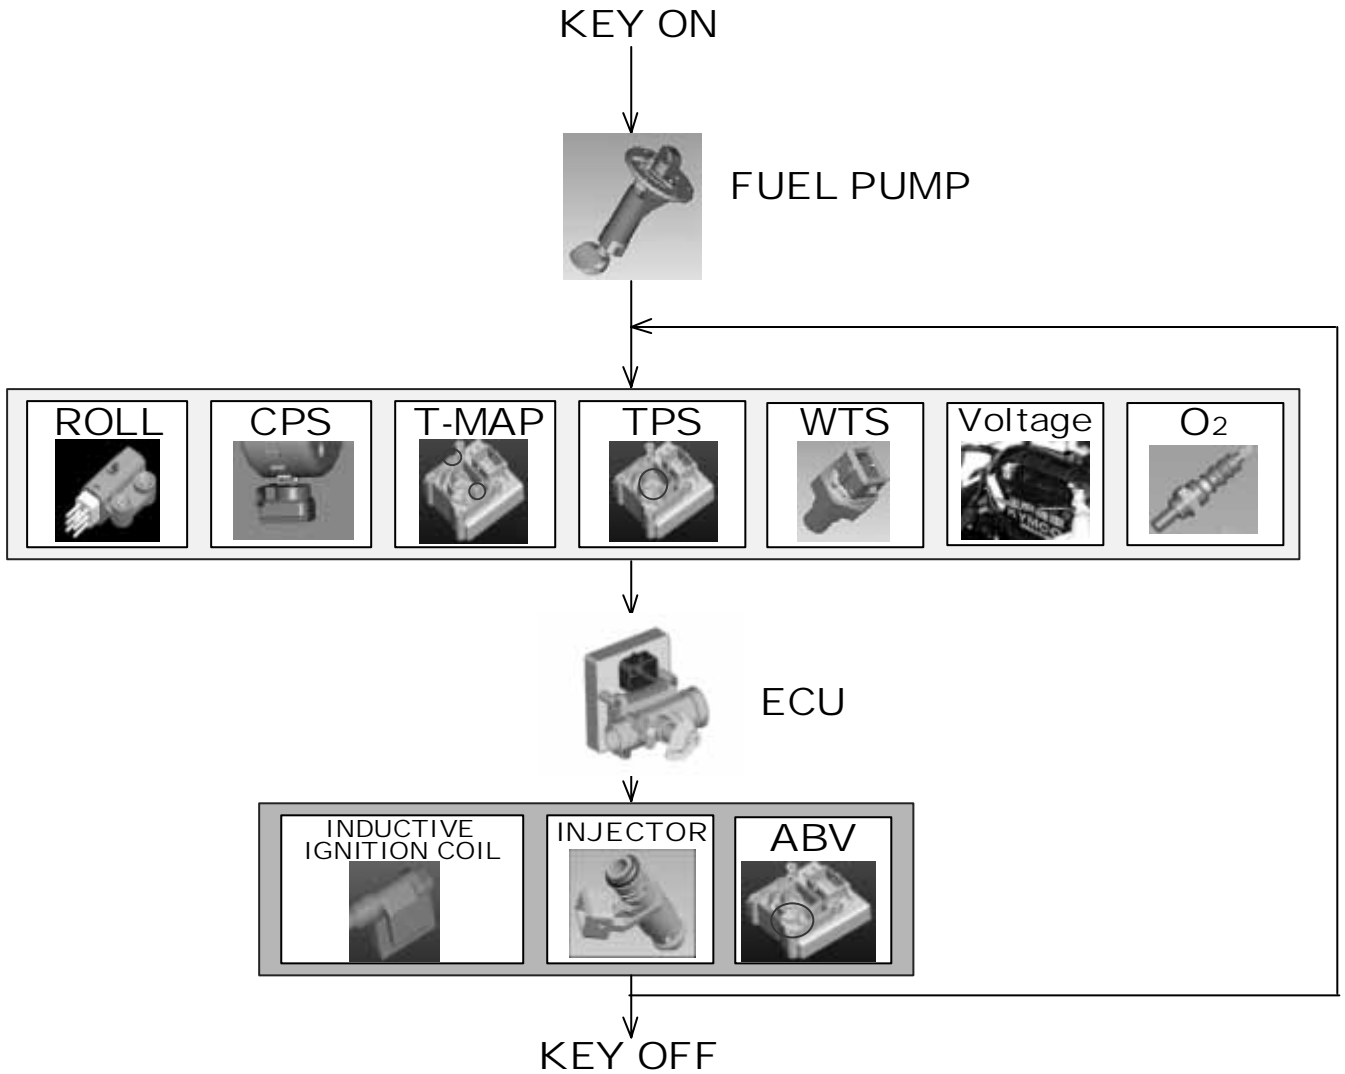 KEY ON
FUEL PUMP
ROLL
CPS
T-MAP
TPS
WTS
Voltage
O2
KYMCO
ECU
INDUCTIVE
IGNITION COIL
INJECTOR
ABV
KEY OFF